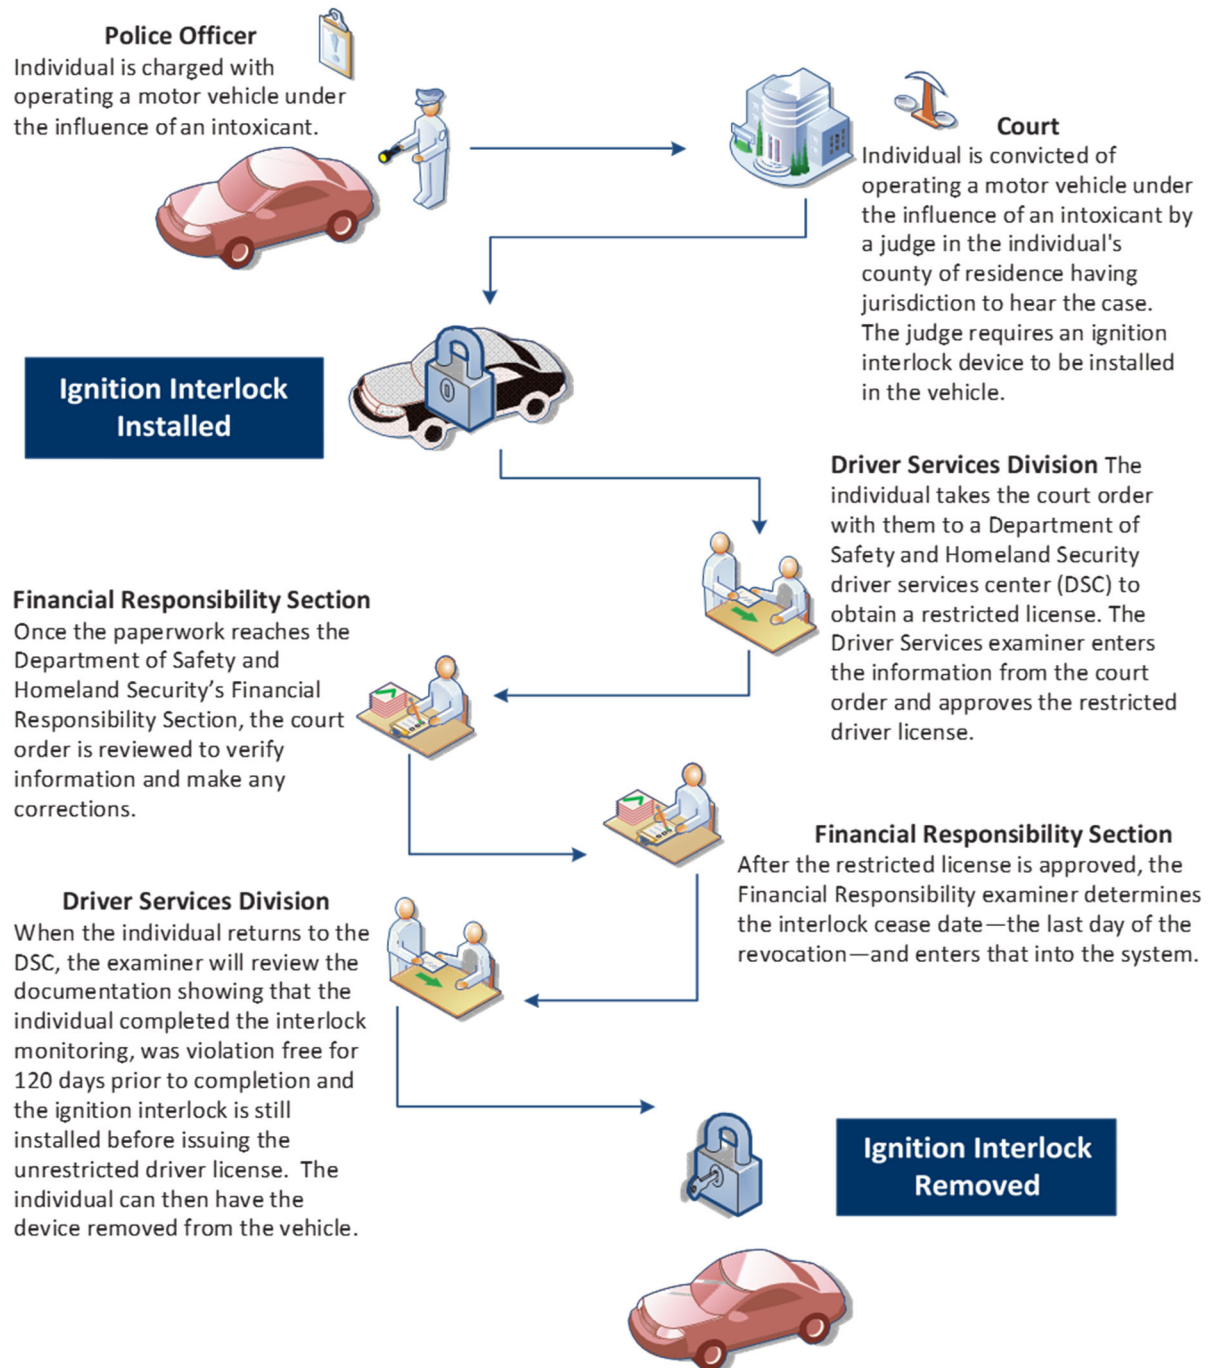 Police Officer
Individual is charged with
operating a motor vehicle under
the influence of an intoxicant.
Court
Individual is convicted of
operating a motor vehicle under
the influence of an intoxicant by
a judge in the individual's
county of residence having
jurisdiction to hear the case.
The judge requires an ignition
interlock device to be installed
in the vehicle.
Ignition Interlock
Installed
Driver Services Division The
individual takes the court order
with them to a Department of
Safety and Homeland Security
driver services center (DSC) to
obtain a restricted license. The
Driver Services examiner enters
the information from the court
order and approves the restricted
driver license.
Financial Responsibility Section
Once the paperwork reaches the
Department of Safety and
Homeland Security’s Financial
Responsibility Section, the court
order is reviewed to verify
information and make any
corrections.
Financial Responsibility Section
After the restricted license is approved, the
Financial Responsibility examiner determines
the interlock cease date—the last day of the
revocation—and enters that into the system.
Driver Services Division
When the individual returns to the
DSC, the examiner will review the
documentation showing that the
individual completed the interlock
monitoring, was violation free for
120 days prior to completion and
the ignition interlock is still
installed before issuing the
unrestricted driver license.  The
individual can then have the
device removed from the vehicle.
Ignition Interlock
Removed